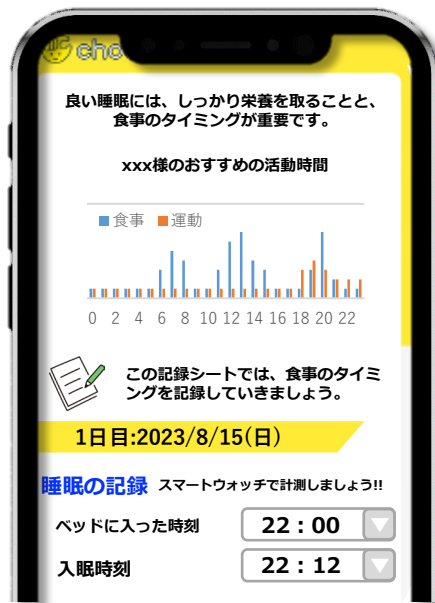 cho
良い睡眠には、しっかり栄養を取ることと、
食事のタイミングが重要です。
xxx様のおすすめの活動時間
食事 運動
0 2 4 6 8 10 12 14 16 18 20 22
この記録シートでは、食事のタイミ
ングを記録していきましょう。
1日目:2023/8/15(日)
睡眠の記録 スマートウォッチで計測しましょう!!
ベッドに入った時刻 22：00
入眠時刻 22：12